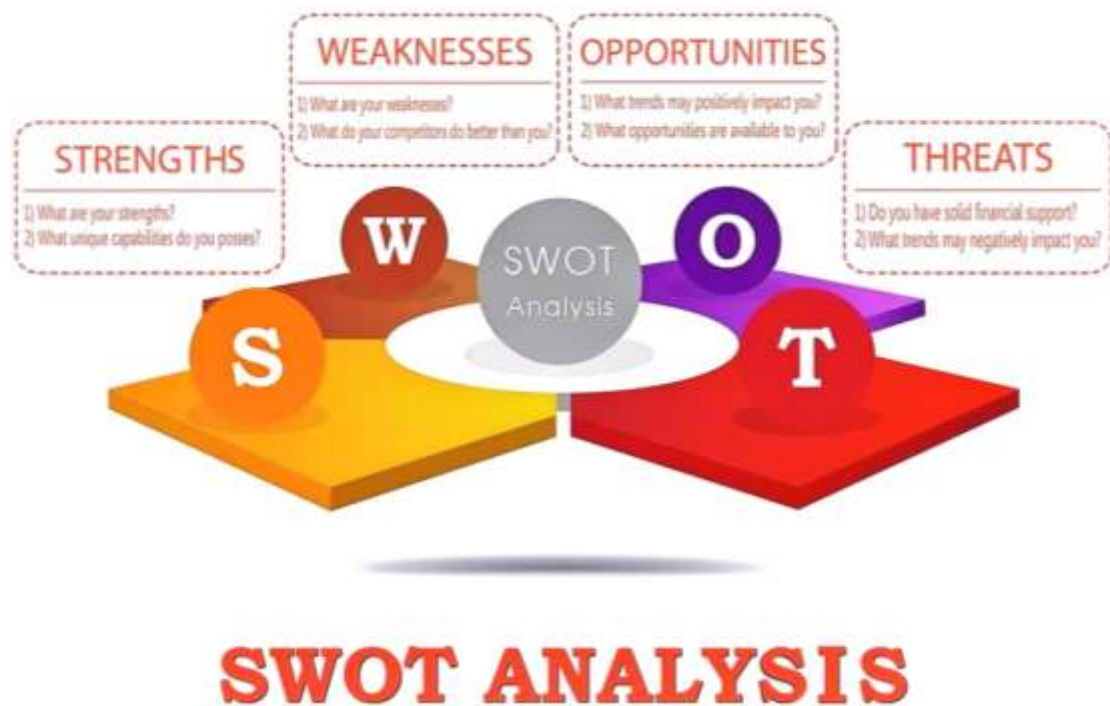 STRENGTHS
1) What are your strengths?
2) What unique capabilities do you posses?
WEAKNESSES
1) What are your weaknesses?
2) What do your competitors do better than you?
OPPORTUNITIES
1) What trends may positively impact you?
2) What opportunities are available to you?
THREATS
1) Do you have solid financial support?
2) What trends may negatively impact you?
S
W
SWOT
Analysis
O
T
SWOT ANALYSIS